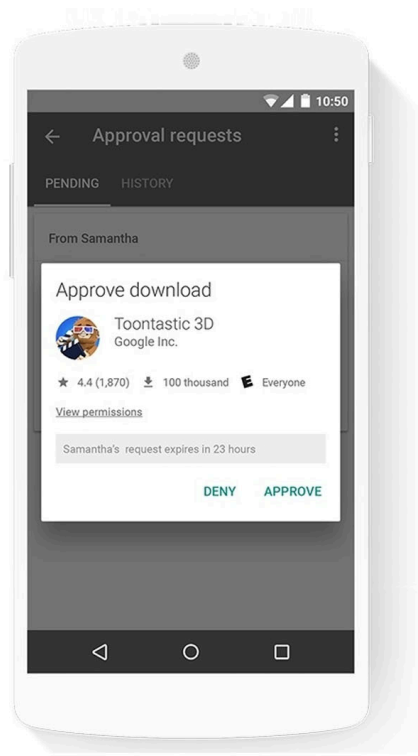 10:50
Approval requests
PENDING HISTORY
From Samantha
Approve download
Toontastic 3D
Google Inc.
4.4 (1,870) 100 thousand E Everyone
View permissions
Samantha's request expires in 23 hours
DENY APPROVE